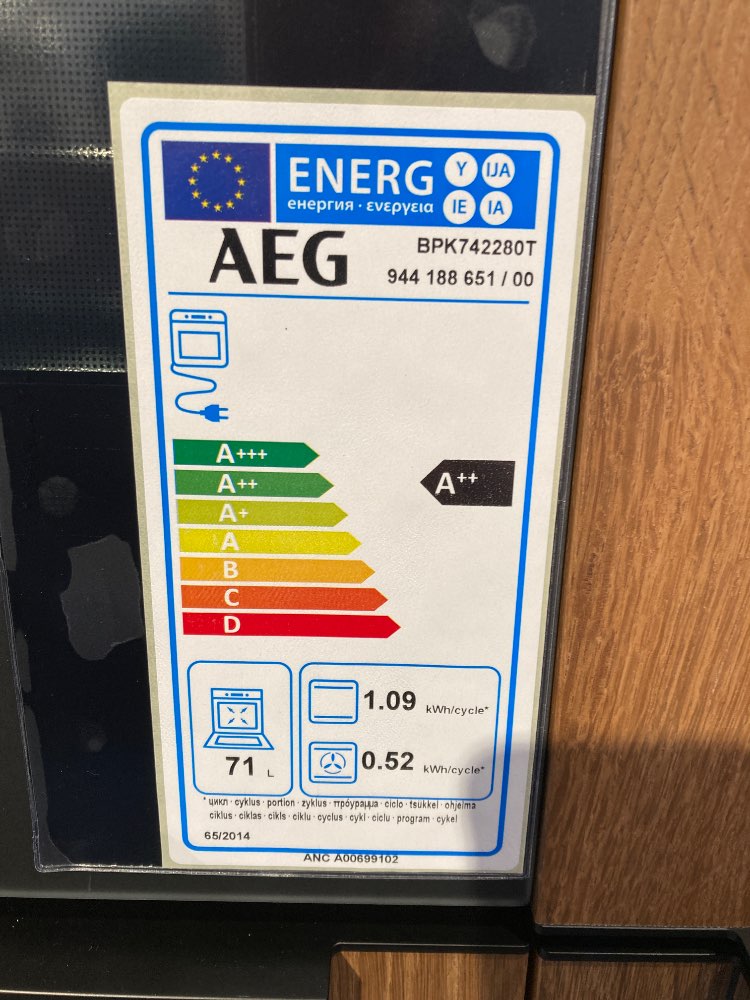 ENERG Y IJA
енергия · ενεργεια IE IA
AEG
BPK742280T
944 188 651 / 00
A+++
A++
A++
A+
A
B
C
D
1.09 kWh/cycle*
71 L
0.52 kWh/cycle*
* цикл · cyklus · portion · zyklus · πρόγραμμα · ciclo · tsükkel · ohjelma
ciklus · ciklas · cikls · ciklu · cyclus · cykl · ciclu · program · cykel
65/2014
ANC A00699102